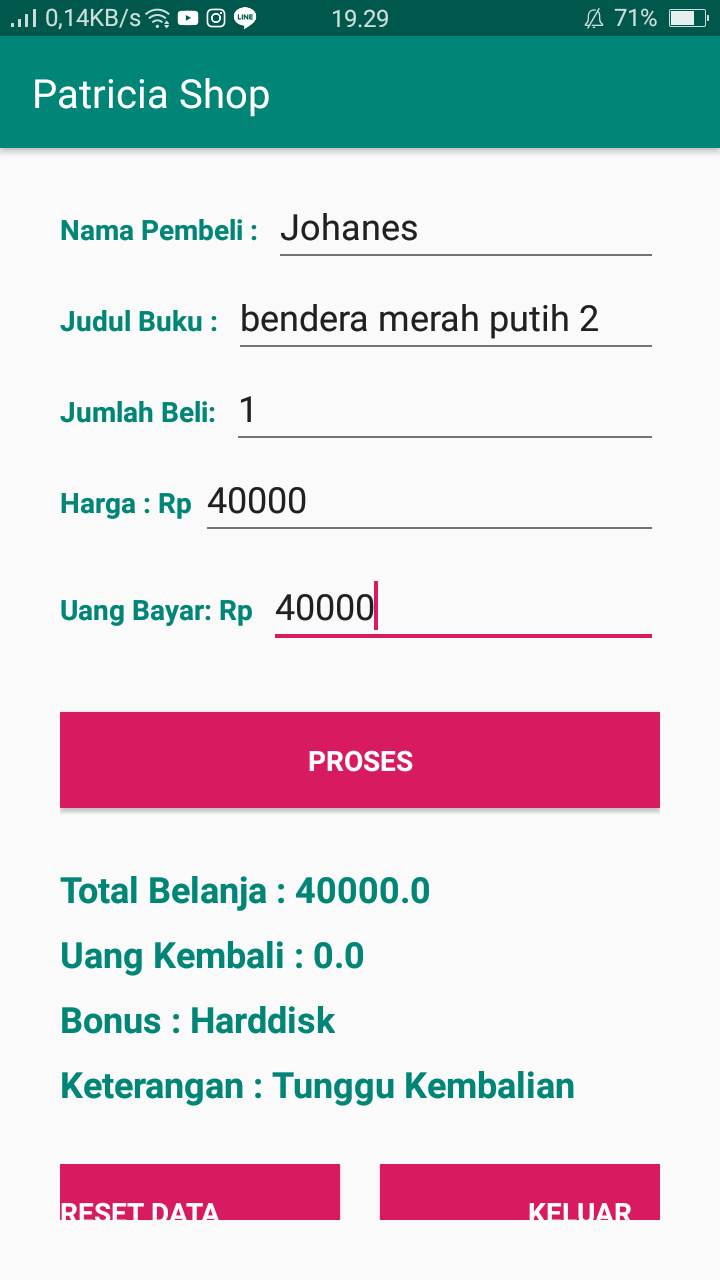 0,14KB/s LINE 19.29 71%
Patricia Shop
Nama Pembeli : Johanes
Judul Buku : bendera merah putih 2
Jumlah Beli: 1
Harga : Rp 40000
Uang Bayar: Rp 40000
PROSES
Total Belanja : 40000.0
Uang Kembali : 0.0
Bonus : Harddisk
Keterangan : Tunggu Kembalian
RESET DATA KELUAR